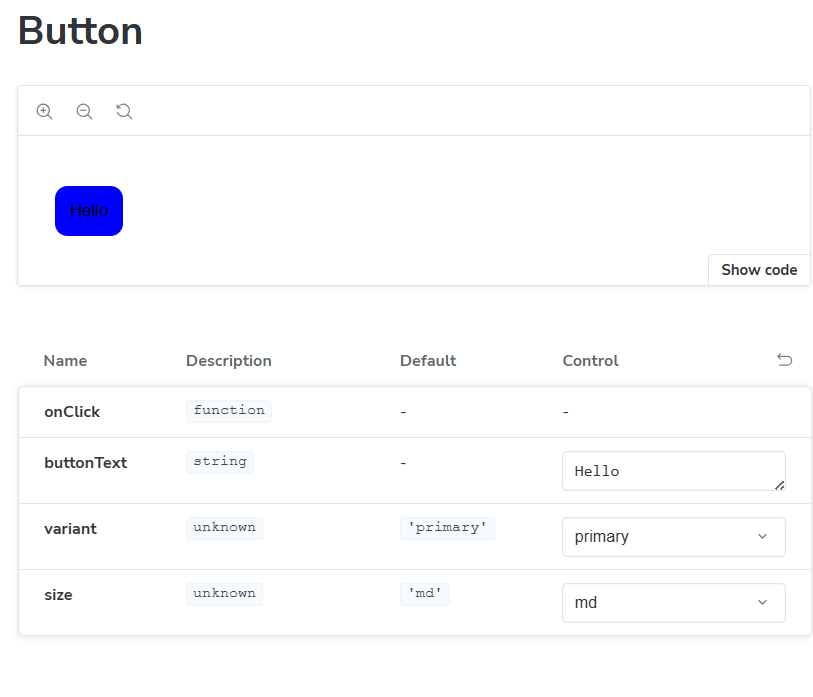 Button
Hello
Show code
Name Description Default Control
onClick function - -
buttonText string - Hello
variant unknown 'primary' primary
size unknown 'md' md